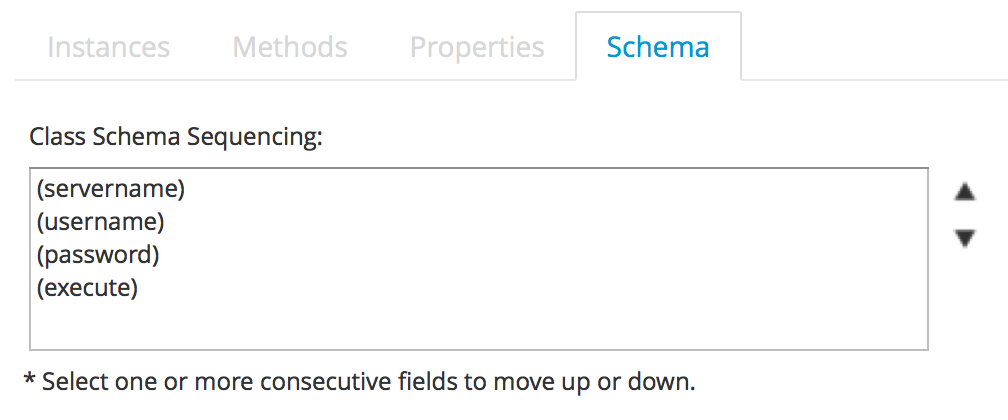 Instances Methods Properties Schema
Class Schema Sequencing:
(servername)
(username)
(password)
(execute)
* Select one or more consecutive fields to move up or down.